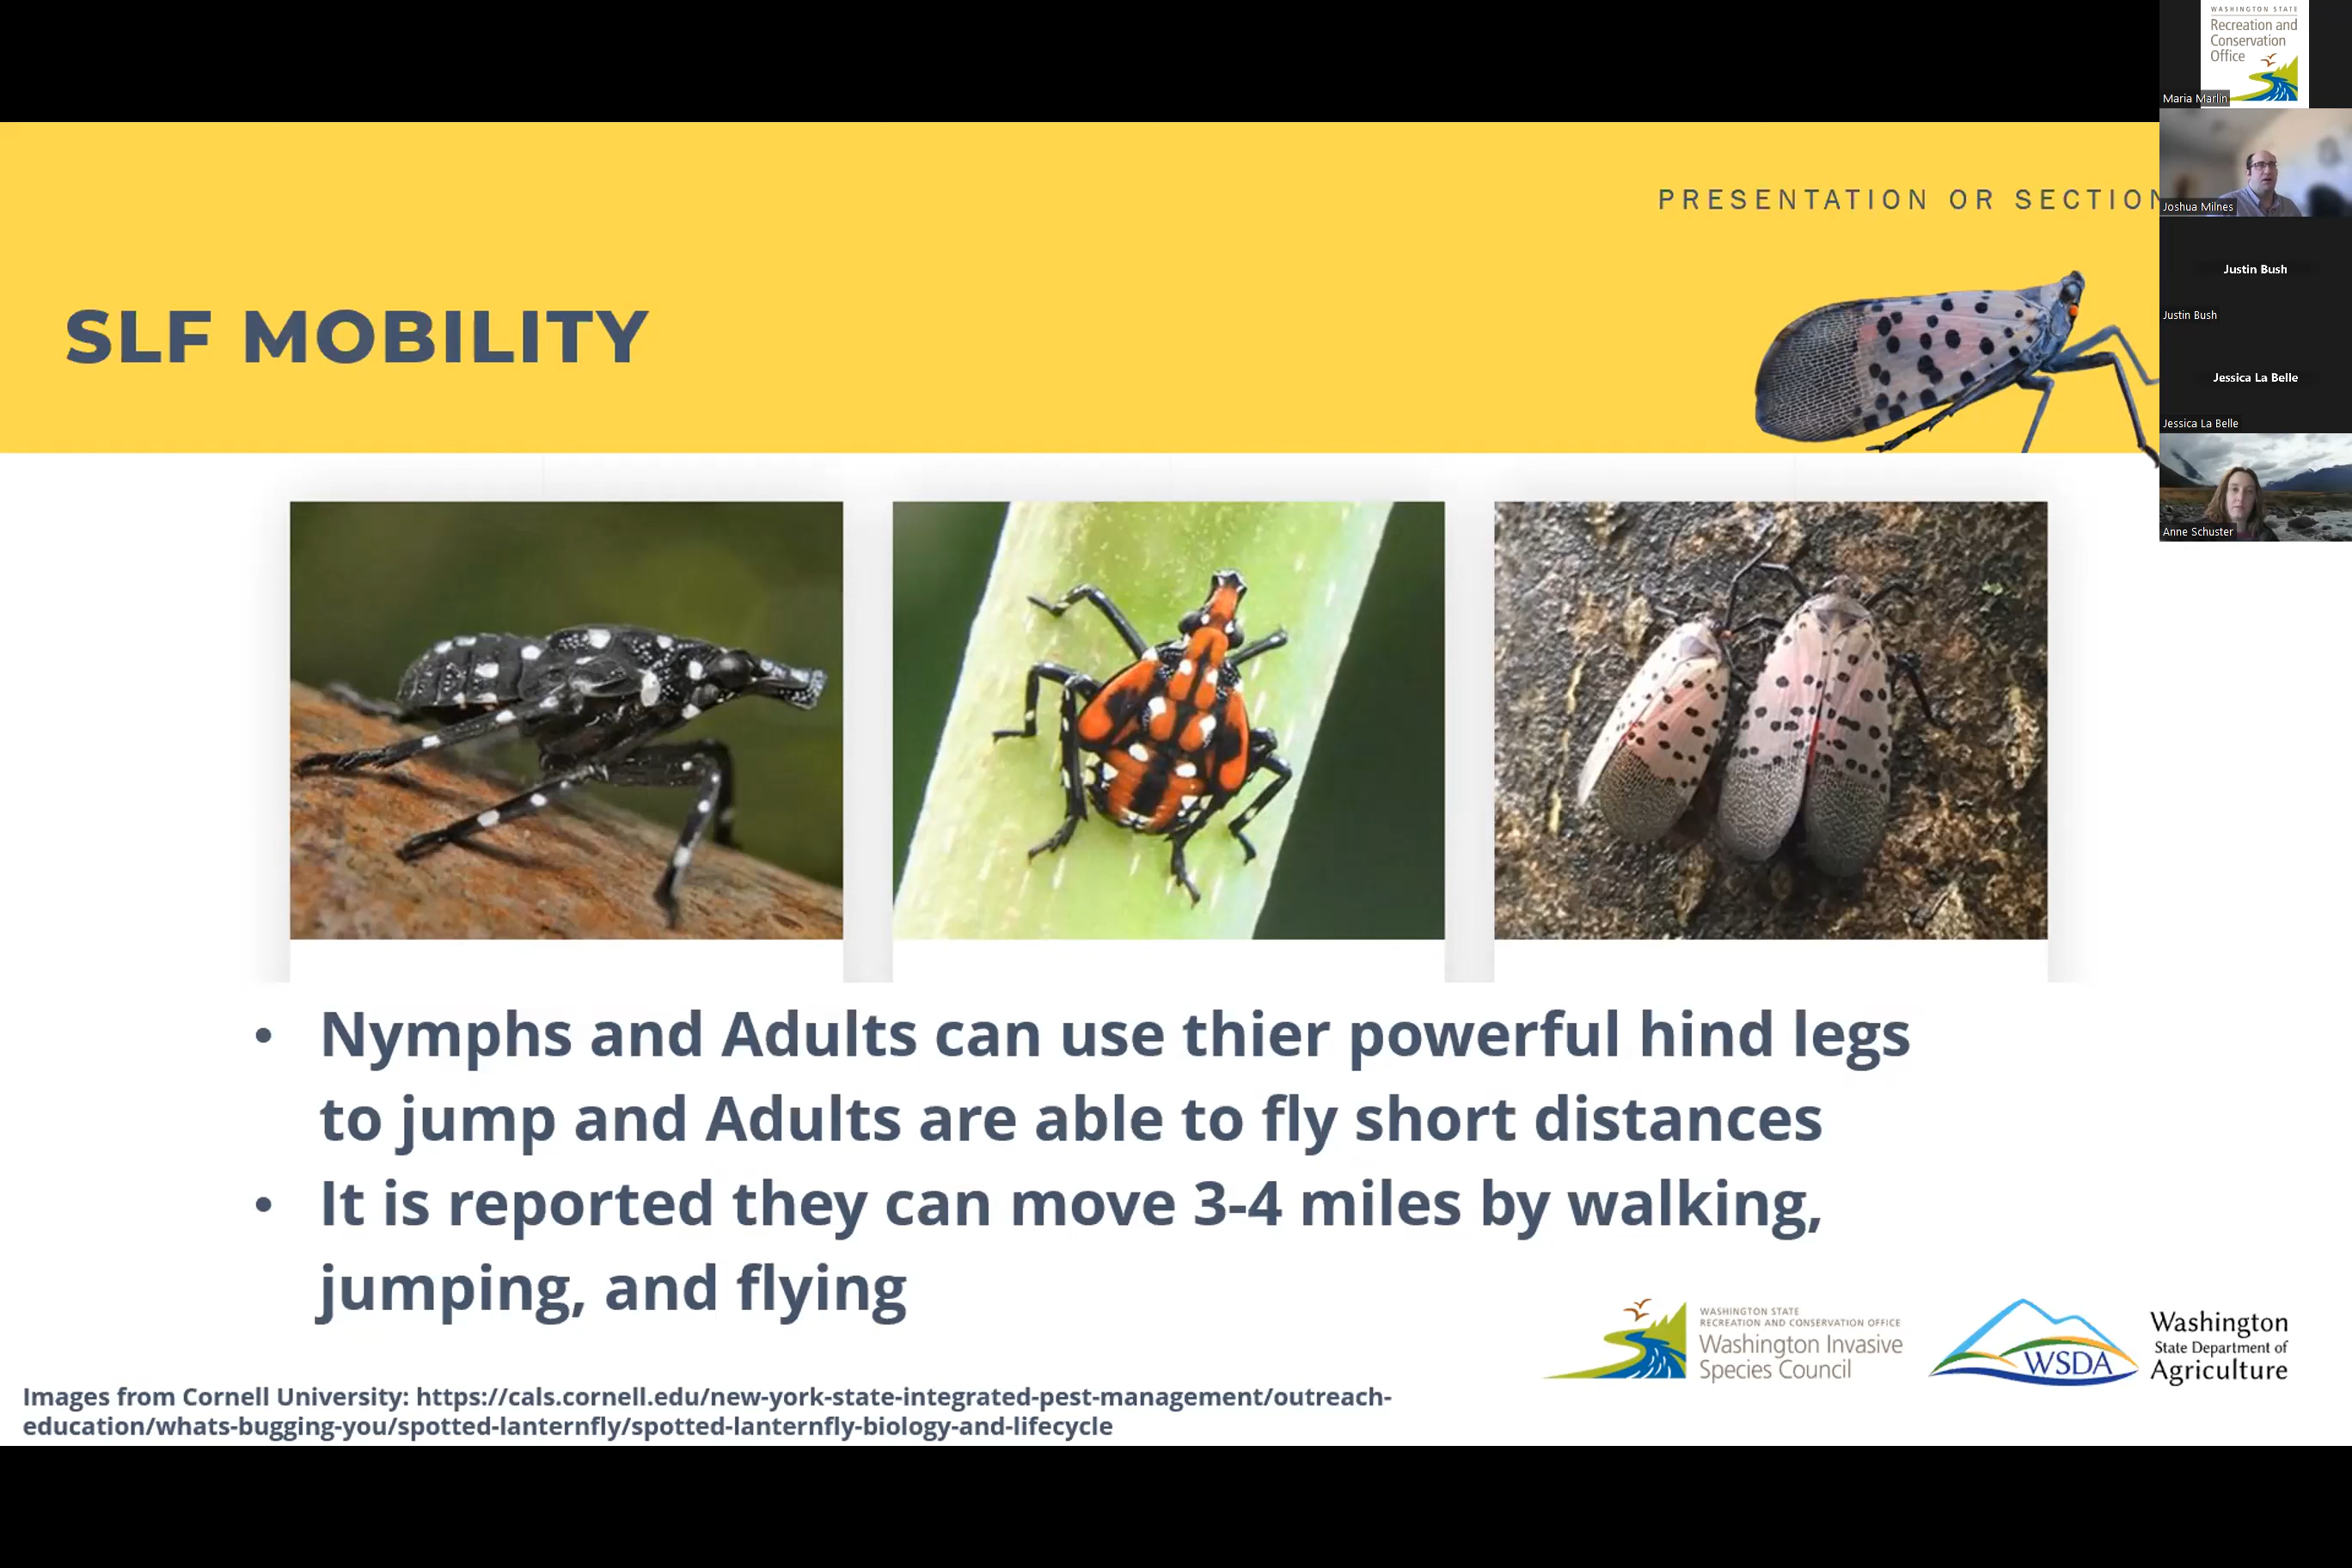 WASHINGTON STATE
Recreation and
Conservation
Office
Maria Marlin
PRESENTATION OR SECTION
Joshua Milnes
Justin Bush
Justin Bush
SLF MOBILITY
Jessica La Belle
Jessica La Belle
Anne Schuster
• Nymphs and Adults can use thier powerful hind legs
to jump and Adults are able to fly short distances
• It is reported they can move 3-4 miles by walking,
jumping, and flying
WASHINGTON STATE
RECREATION AND CONSERVATION OFFICE
Washington Invasive
Species Council
WSDA
Washington
State Department of
Agriculture
Images from Cornell University: https://cals.cornell.edu/new-york-state-integrated-pest-management/outreach-
education/whats-bugging-you/spotted-lanternfly/spotted-lanternfly-biology-and-lifecycle